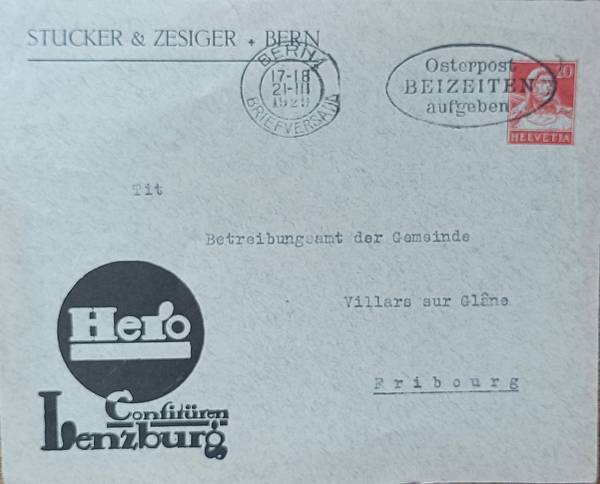 STUCKER & ZESIGER + BERN
BERN 1
17-18
21-III
1929
BRIEFVERSAND
Osterpost
BEIZEITEN
aufgeben
20
HELVETIA
Tit
Betreibungsamt der Gemeinde
Villars sur Glâne
Fribourg
Hero
Confitüren
Lenzburg